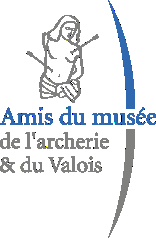 Amis du musée
de l'archerie
& du Valois